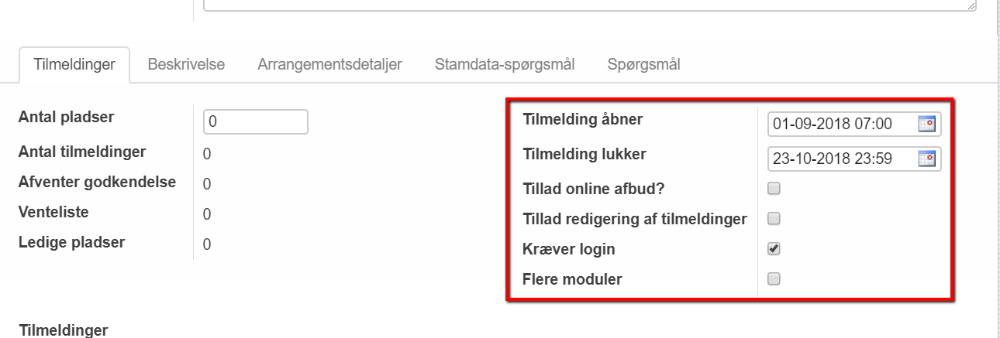 Tilmeldinger Beskrivelse Arrangementsdetaljer Stamdata-spørgsmål Spørgsmål
Antal pladser 0
Antal tilmeldinger 0
Afventer godkendelse 0
Venteliste 0
Ledige pladser 0
Tilmelding åbner 01-09-2018 07:00
Tilmelding lukker 23-10-2018 23:59
Tillad online afbud?
Tillad redigering af tilmeldinger
Kræver login
Flere moduler
Tilmeldinger